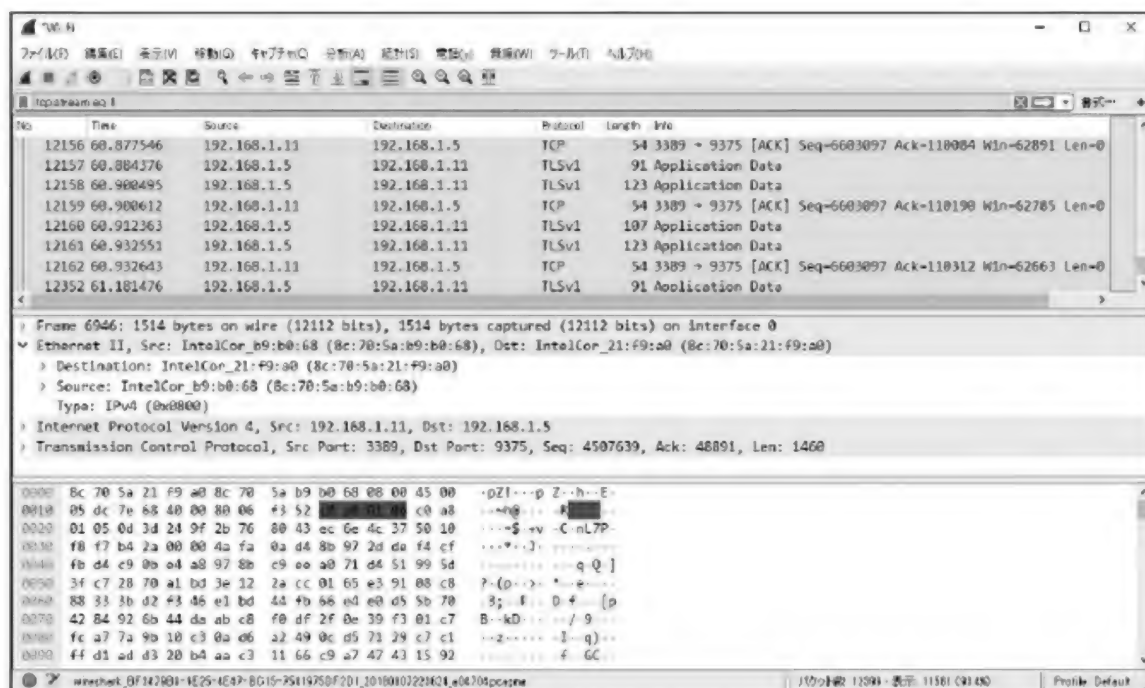 ファイル(F) 編集(E) 表示(V) 移動(G) キャプチャ(C) 分析(A) 統計(S) 電話(y) 無線(W) ツール(T) ヘルプ(H)
tcp.stream eq 8
書式…
No. Time Source Destination Protocol Length Info
12156 60.877546 192.168.1.11 192.168.1.5 TCP 54 3389 → 9375 [ACK] Seq=6603097 Ack=110084 Win=62891 Len=0
12157 60.884376 192.168.1.5 192.168.1.11 TLSv1 91 Application Data
12158 60.900495 192.168.1.5 192.168.1.11 TLSv1 123 Application Data
12159 60.900612 192.168.1.11 192.168.1.5 TCP 54 3389 → 9375 [ACK] Seq=6603097 Ack=110190 Win=62785 Len=0
12160 60.912363 192.168.1.5 192.168.1.11 TLSv1 107 Application Data
12161 60.932551 192.168.1.5 192.168.1.11 TLSv1 123 Application Data
12162 60.932643 192.168.1.11 192.168.1.5 TCP 54 3389 → 9375 [ACK] Seq=6603097 Ack=110312 Win=62663 Len=0
12352 61.181476 192.168.1.5 192.168.1.11 TLSv1 91 Application Data
Frame 6946: 1514 bytes on wire (12112 bits), 1514 bytes captured (12112 bits) on interface 0
Ethernet II, Src: IntelCor_b9:b0:68 (8c:70:5a:b9:b0:68), Dst: IntelCor_21:f9:a0 (8c:70:5a:21:f9:a0)
Destination: IntelCor_21:f9:a0 (8c:70:5a:21:f9:a0)
Source: IntelCor_b9:b0:68 (8c:70:5a:b9:b0:68)
Type: IPv4 (0x0800)
Internet Protocol Version 4, Src: 192.168.1.11, Dst: 192.168.1.5
Transmission Control Protocol, Src Port: 3389, Dst Port: 9375, Seq: 4507639, Ack: 48891, Len: 1460
0000 8c 70 5a 21 f9 a0 8c 70 5a b9 b0 68 08 00 45 00
0010 05 dc 7e 68 40 00 80 06 f3 52 c0 a8
0020 01 05 0d 3d 24 9f 2b 76 80 43 ec 6e 4c 37 50 10
0030 f8 f7 b4 2a 00 00 4a fa 0a d4 8b 97 2d de f4 cf
0040 fb d4 c9 0b e4 a8 97 8b c9 ee a0 71 d4 51 99 5d
0050 3f c7 28 70 a1 bd 3e 12 2a cc 01 65 e3 91 08 c8
0060 88 33 3b d2 f3 46 e1 bd 44 fb 66 e4 e0 d5 5b 70
0070 42 84 92 6b 44 da ab c8 f0 df 2f 0e 39 f3 01 c7
0080 fc a7 7a 9b 10 c3 0a d6 a2 49 0c d5 71 29 c7 c1
0090 ff d1 ad d3 20 b4 aa c3 11 66 c9 a7 47 43 15 92
Profile: Default